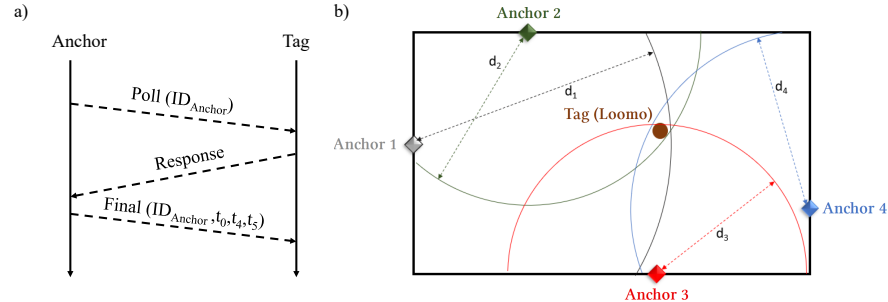 a)
Anchor
Tag
Poll (ID_Anchor)
Response
Final (ID_Anchor ,t_0,t_4,t_5)
b)
Anchor 2
d_2
d_1
d_4
Tag (Loomo)
Anchor 1
Anchor 4
d_3
Anchor 3